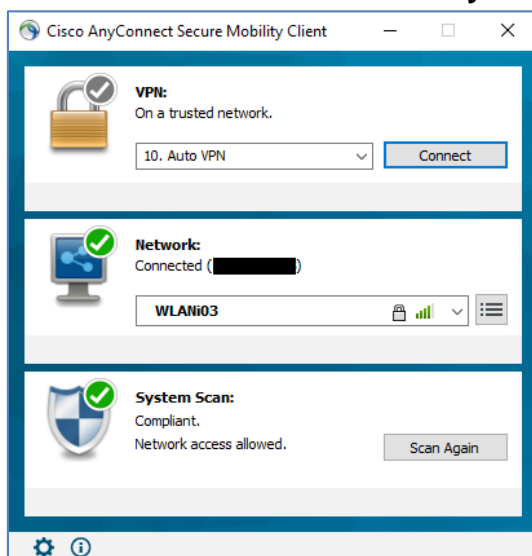 Cisco AnyConnect Secure Mobility Client
VPN:
On a trusted network.
10. Auto VPN
Connect
Network:
Connected ( )
WLANi03
System Scan:
Compliant.
Network access allowed.
Scan Again